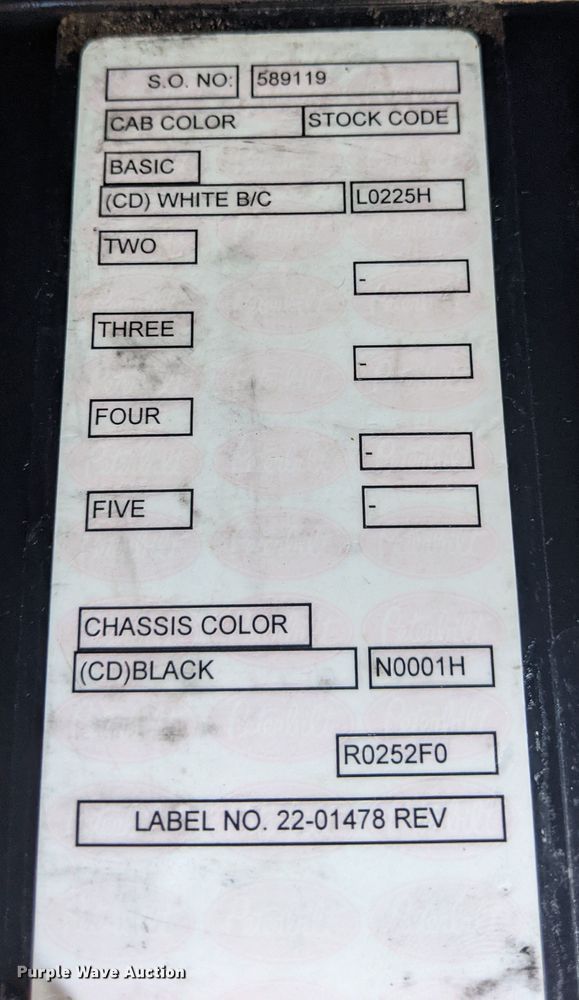 S.O. NO: 589119
CAB COLOR STOCK CODE
BASIC
(CD) WHITE B/C L0225H
TWO
-
THREE
-
FOUR
-
FIVE -
CHASSIS COLOR
(CD)BLACK N0001H
R0252F0
LABEL NO. 22-01478 REV
Purple Wave Auction